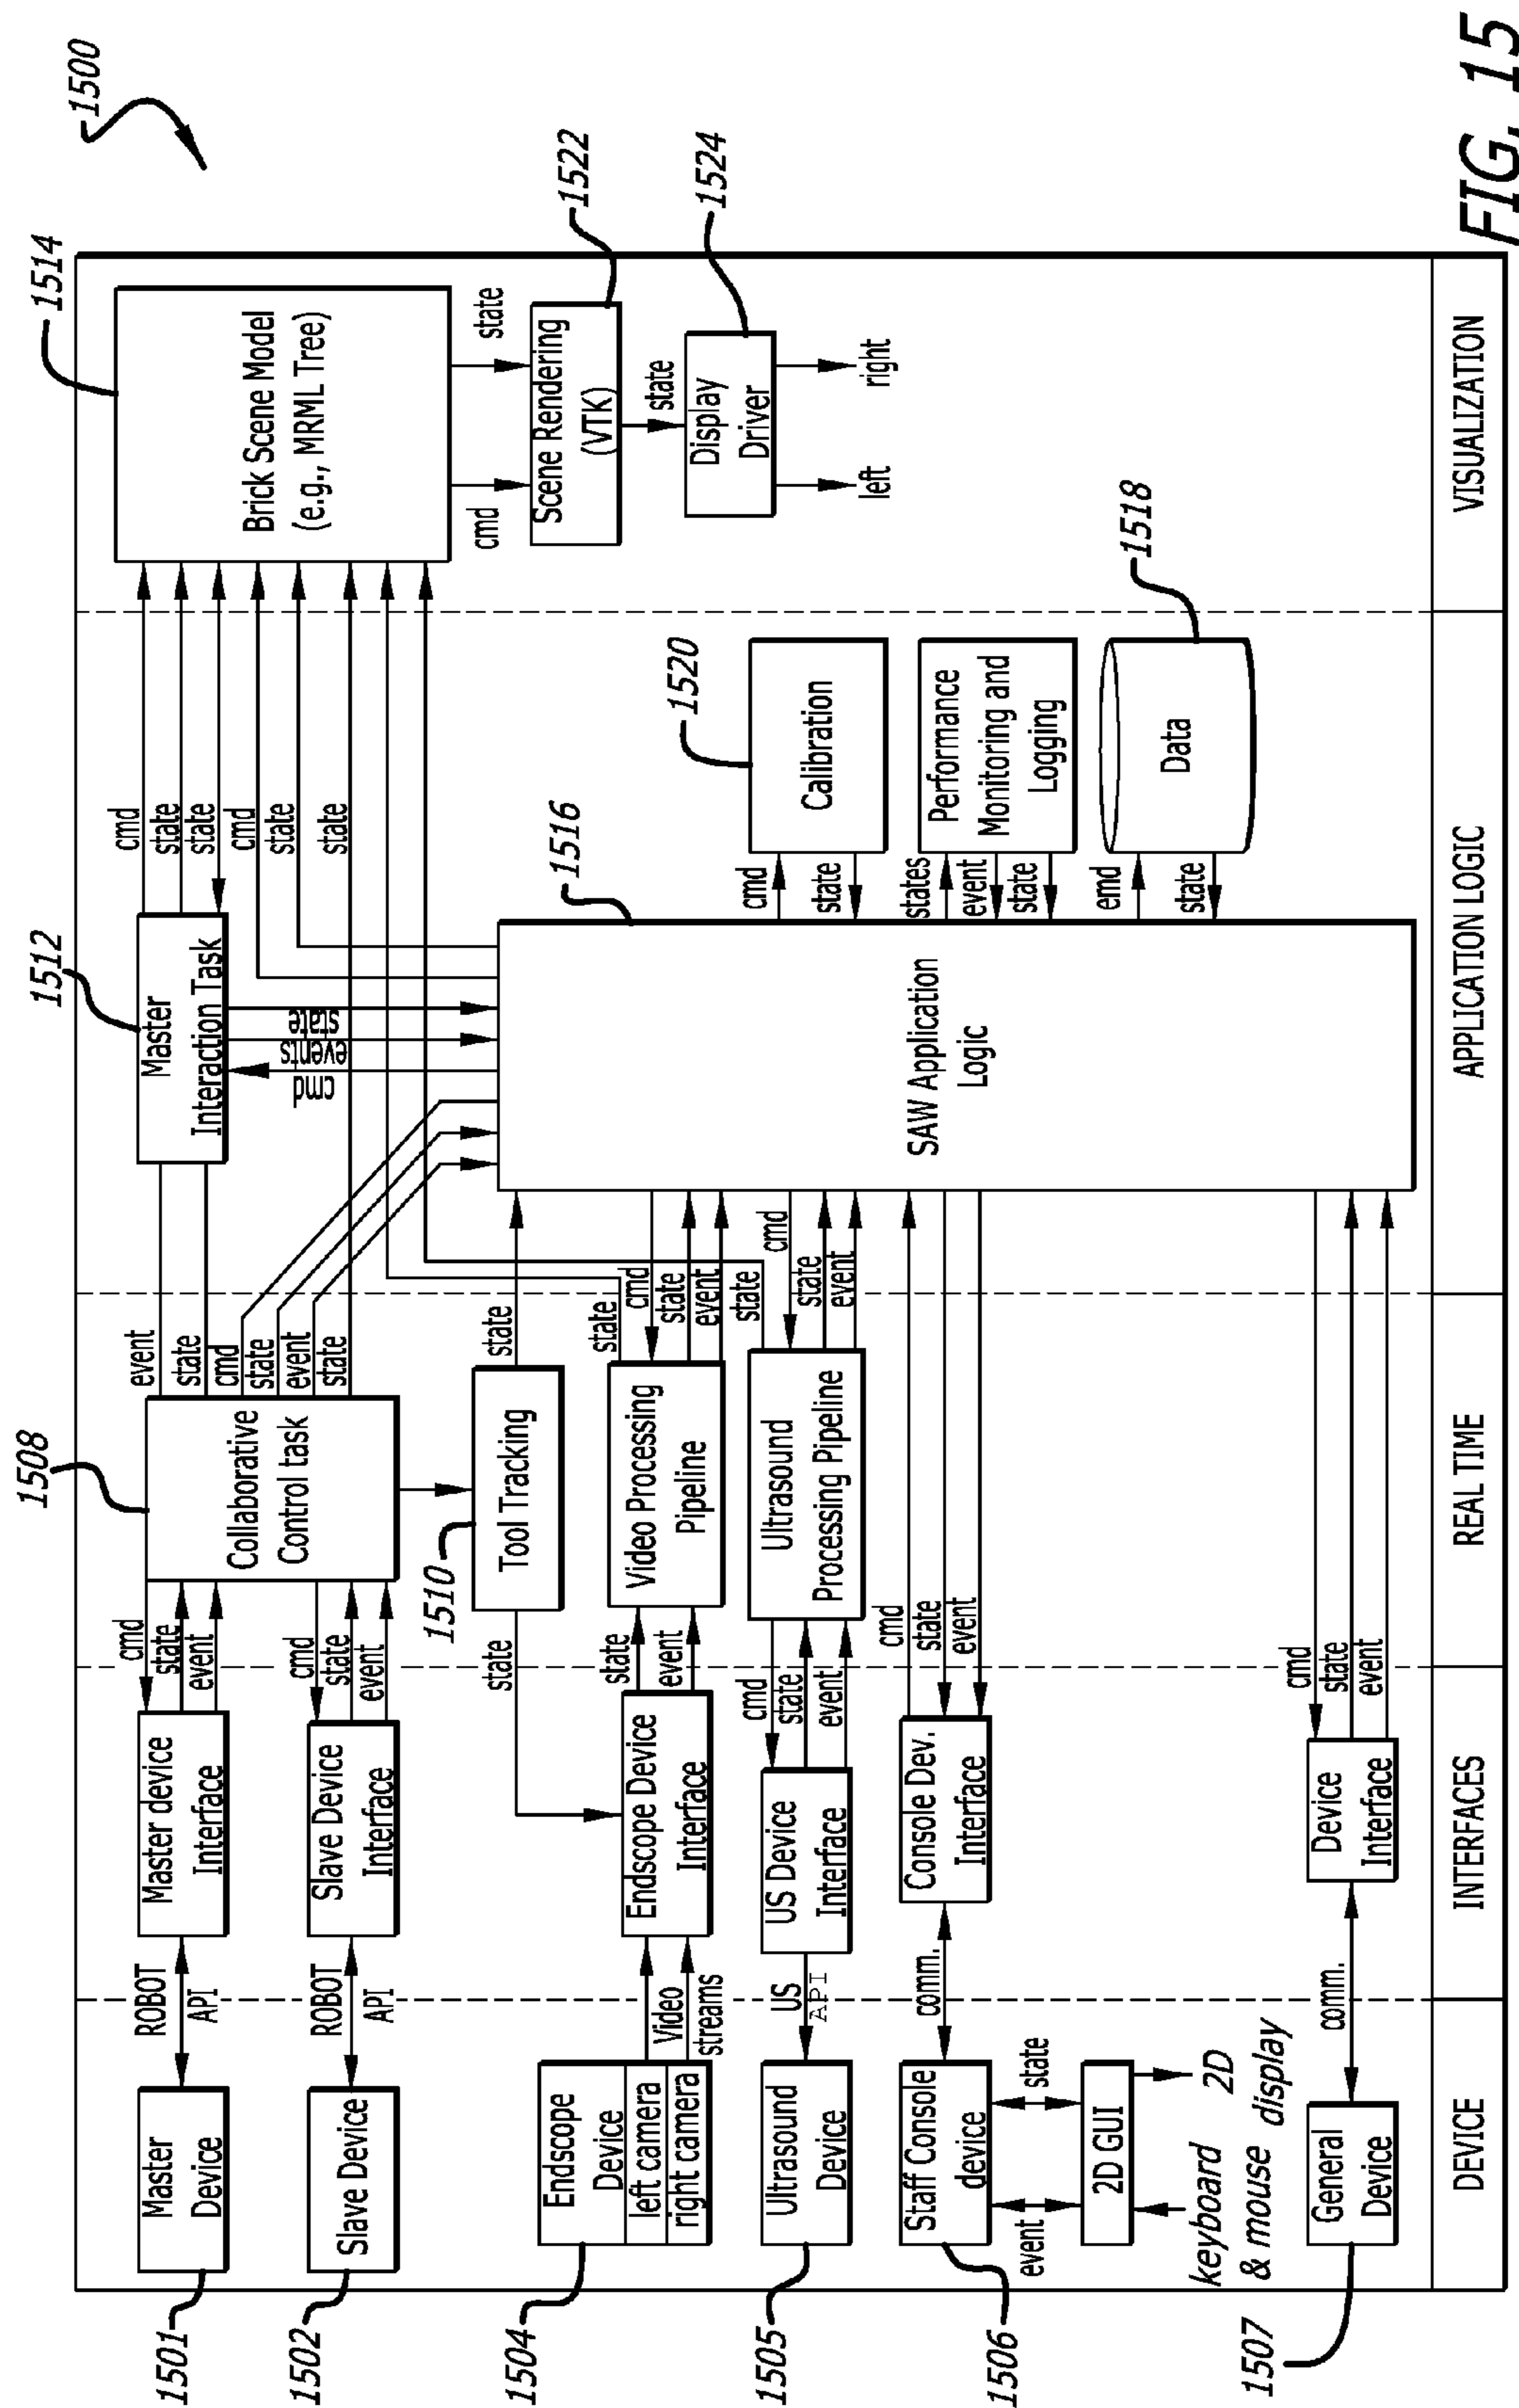 1500
1514
1522
1524
1512
1516
1520
1518
1508
1510
1501
1502
1504
1505
1506
1507
Master
Device
ROBOT
API
Master device
Interface
cmd
state
event
Slave Device
ROBOT
API
Slave Device
Interface
cmd
state
event
Collaborative
Control task
event
state
cmd
state
event
state
Master
Interaction Task
cmd
state
state
cmd
state
state
cmd
events
state
Brick Scene Model
(e.g., MRML Tree)
cmd
state
Scene Rendering
(VTK)
state
Display
Driver
left
right
Tool Tracking
state
state
Endscope
Device
left camera
right camera
Video
streams
Endscope Device
Interface
state
event
Video Processing
Pipeline
state
cmd
state
event
Ultrasound
Device
US
API
US Device
Interface
cmd
state
event
Ultrasound
Processing Pipeline
state
cmd
state
event
SAW Application
Logic
cmd
state
Calibration
states
event
state
Performance
Monitoring and
Logging
emd
state
Data
Staff Console
device
comm.
Console Dev.
Interface
cmd
state
event
event
state
2D GUI
keyboard
& mouse
2D
display
General
Device
comm.
Device
Interface
cmd
state
event
DEVICE
INTERFACES
REAL TIME
APPLICATION LOGIC
VISUALIZATION
FIG. 15